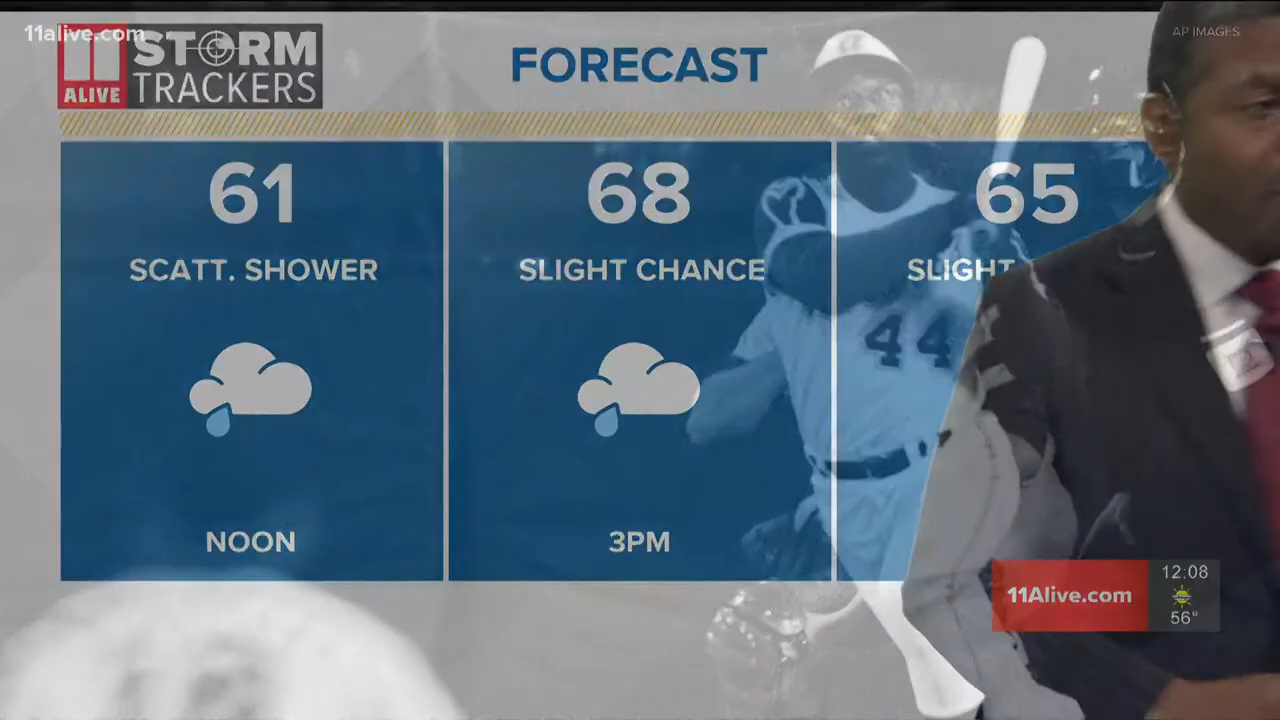 11alive.com
AP IMAGES
11
ALIVE
STORM
TRACKERS
FORECAST
61
SCATT. SHOWER
NOON
68
SLIGHT CHANCE
3PM
65
SLIGHT
44
11Alive.com
12:08
56°